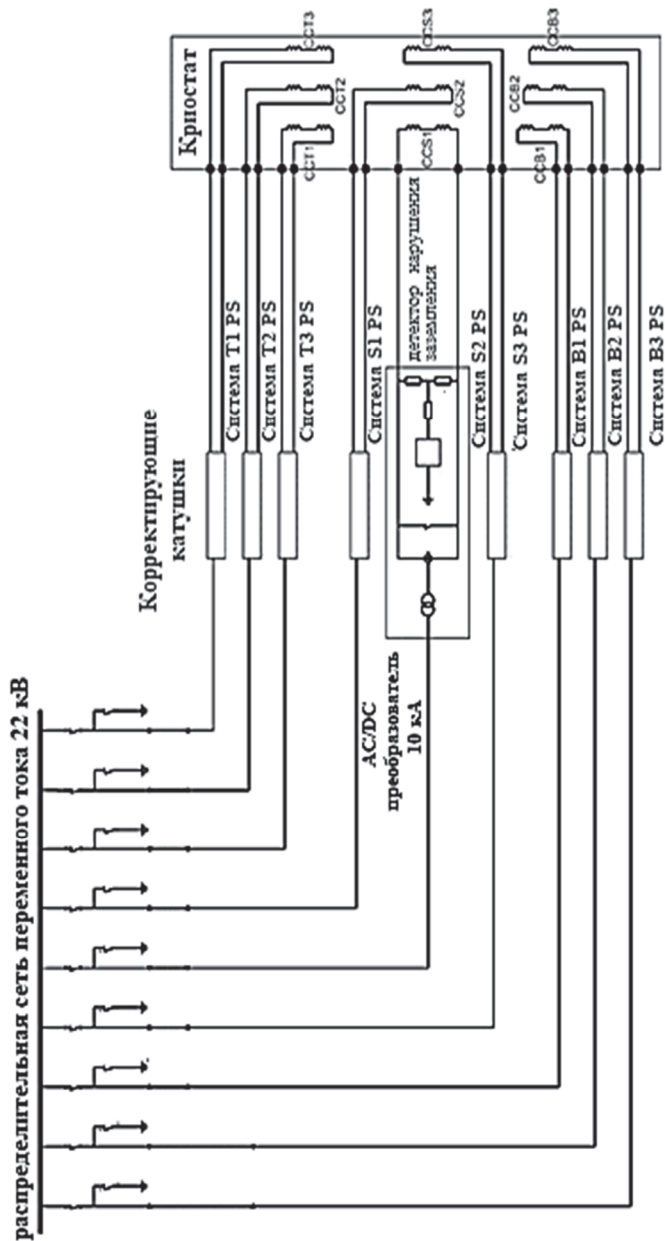 распределительная сеть переменного тока 22 кВ
Корректирующие
катушки
Система T1 PS
Система T2 PS
Система T3 PS
Система S1 PS
AC/DC
преобразователь
10 кА
детектор нарушения
заземления
Система S2 PS
Система S3 PS
Система B1 PS
Система B2 PS
Система B3 PS
Криостат
CCT1
CCT2
CCT3
CCS1
CCS2
CCS3
CCB1
CCB2
CCB3